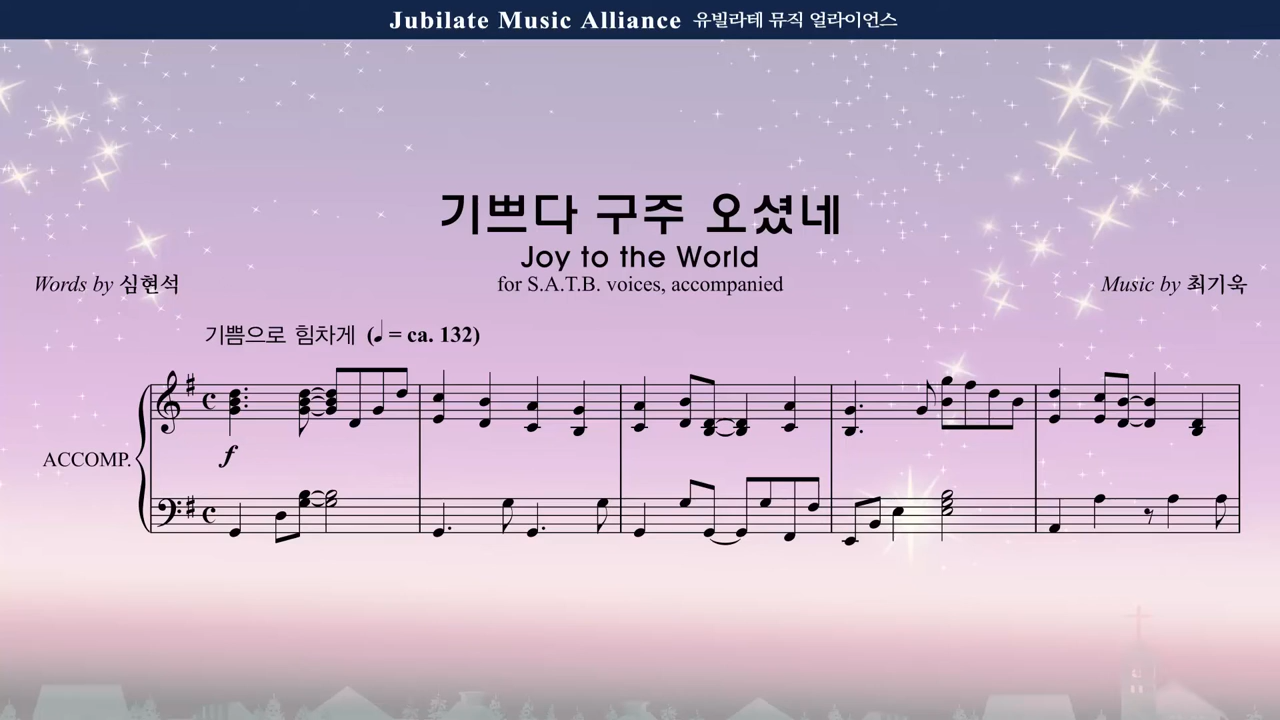 Jubilate Music Alliance 유빌라테 뮤직 얼라이언스
기쁘다 구주 오셨네
Joy to the World
for S.A.T.B. voices, accompanied
Words by 심현석
Music by 최기욱
기쁨으로 힘차게 (♩ = ca. 132)
f
ACCOMP.